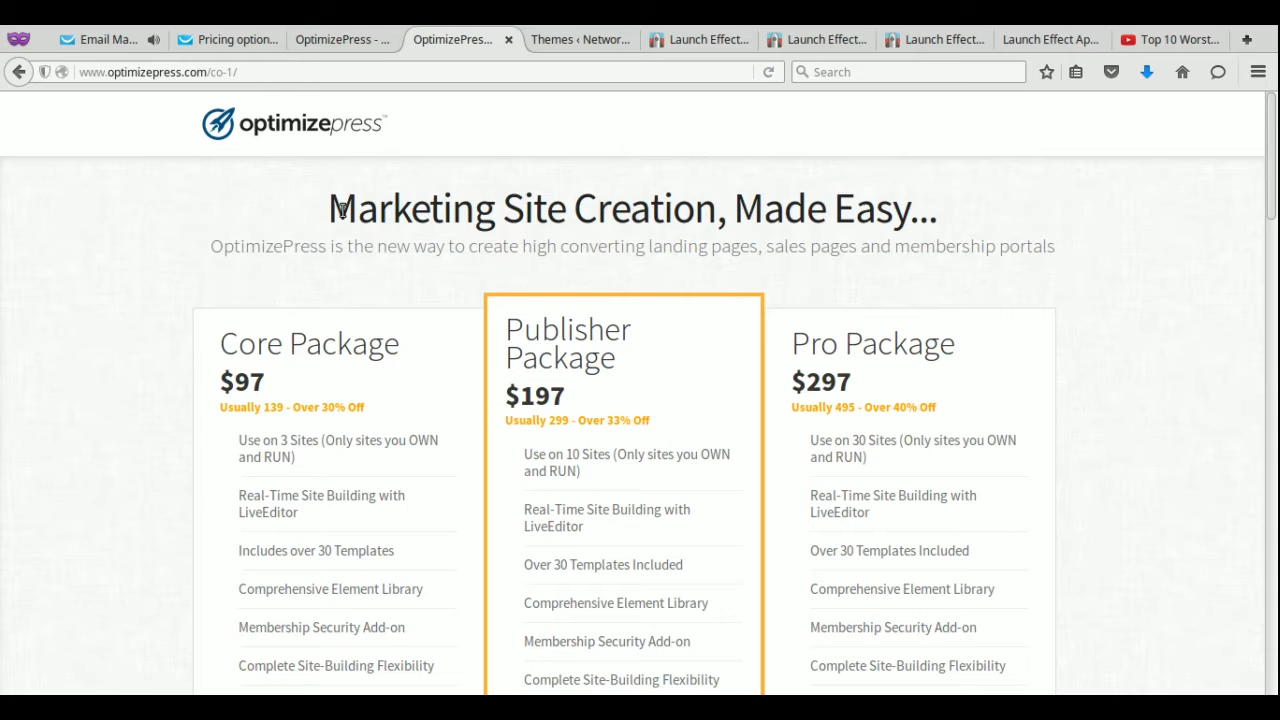 Email Ma...
Pricing option...
OptimizePress - ...
OptimizePres...
Themes ‹ Networ...
Launch Effect...
Launch Effect...
Launch Effect...
Launch Effect Ap...
Top 10 Worst...
www.optimizepress.com/co-1/
Search
optimizepress™
Marketing Site Creation, Made Easy...
OptimizePress is the new way to create high converting landing pages, sales pages and membership portals
Core Package
$97
Usually 139 - Over 30% Off
Use on 3 Sites (Only sites you OWN
and RUN)
Real-Time Site Building with
LiveEditor
Includes over 30 Templates
Comprehensive Element Library
Membership Security Add-on
Complete Site-Building Flexibility
Publisher
Package
$197
Usually 299 - Over 33% Off
Use on 10 Sites (Only sites you OWN
and RUN)
Real-Time Site Building with
LiveEditor
Over 30 Templates Included
Comprehensive Element Library
Membership Security Add-on
Complete Site-Building Flexibility
Pro Package
$297
Usually 495 - Over 40% Off
Use on 30 Sites (Only sites you OWN
and RUN)
Real-Time Site Building with
LiveEditor
Over 30 Templates Included
Comprehensive Element Library
Membership Security Add-on
Complete Site-Building Flexibility